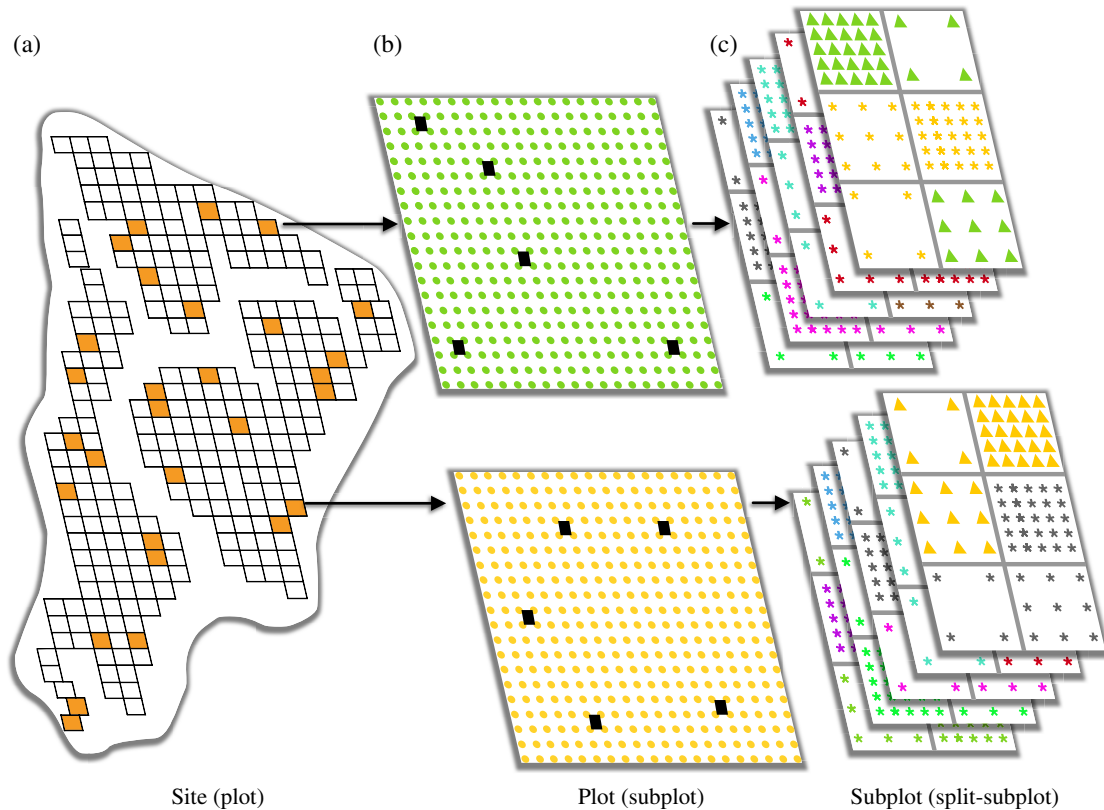 (a)
(b)
(c)
Site (plot)
Plot (subplot)
Subplot (split-subplot)